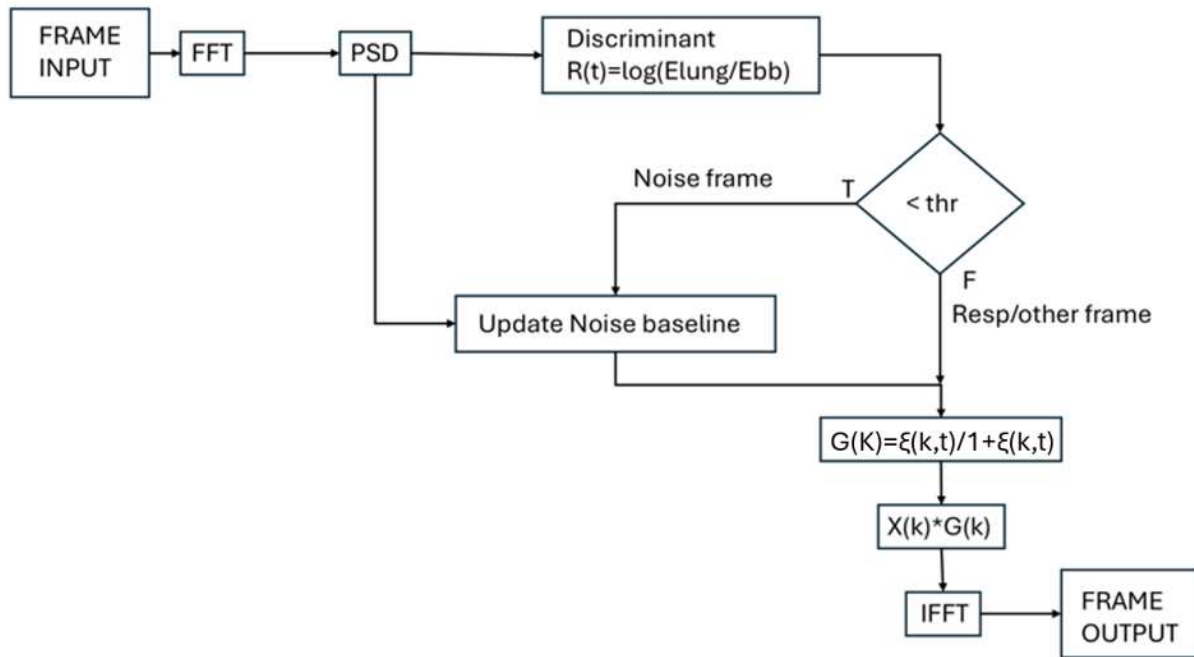 FRAME
INPUT
FFT
PSD
Discriminant
R(t)=log(Elung/Ebb)
< thr
T
Noise frame
F
Resp/other frame
Update Noise baseline
G(K)=ξ(k,t)/1+ξ(k,t)
X(k)*G(k)
IFFT
FRAME
OUTPUT